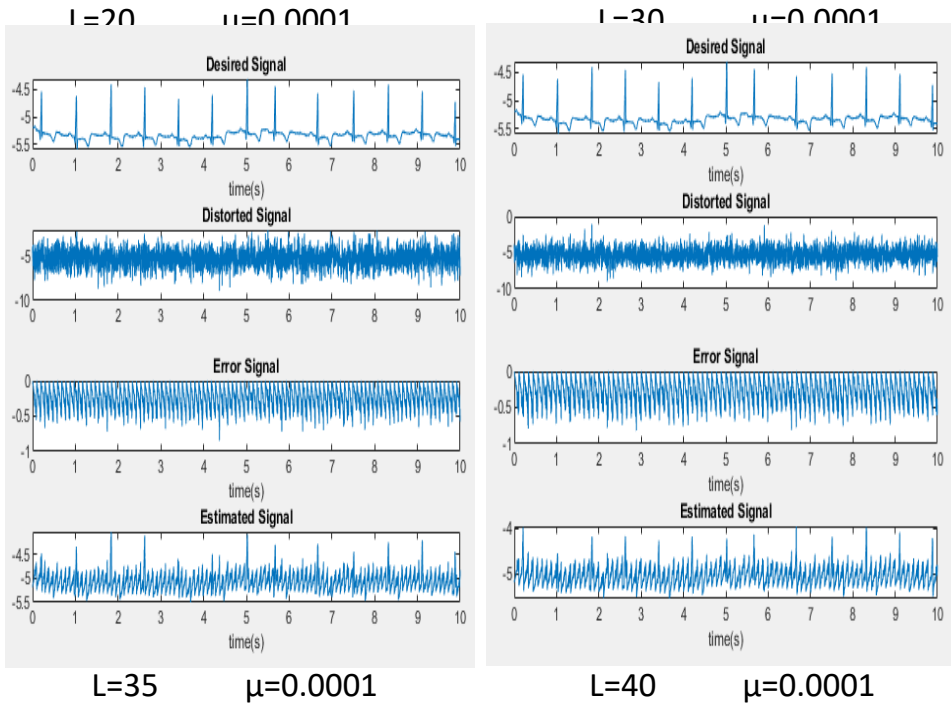 L=20 μ=0.0001
L=30 μ=0.0001
Desired Signal
-4.5
-5
-5.5
0 1 2 3 4 5 6 7 8 9 10
time(s)
Distorted Signal
-5
-10
0 1 2 3 4 5 6 7 8 9 10
Error Signal
0
-0.5
-1
0 1 2 3 4 5 6 7 8 9 10
time(s)
Estimated Signal
-4.5
-5
-5.5
0 1 2 3 4 5 6 7 8 9 10
time(s)
L=35 μ=0.0001
Desired Signal
-4.5
-5
-5.5
0 1 2 3 4 5 6 7 8 9 10
time(s)
Distorted Signal
0
-5
-10
0 1 2 3 4 5 6 7 8 9 10
Error Signal
0
-0.5
-1
0 1 2 3 4 5 6 7 8 9 10
time(s)
Estimated Signal
-4
-5
0 1 2 3 4 5 6 7 8 9 10
time(s)
L=40 μ=0.0001